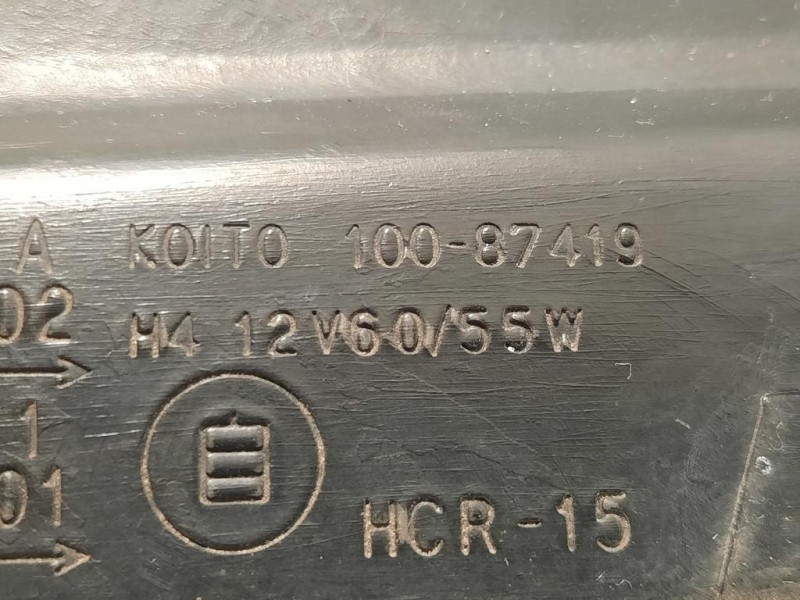 A KOITO 100-87419
02 H4 12V60/55W
1
01 HCR-15